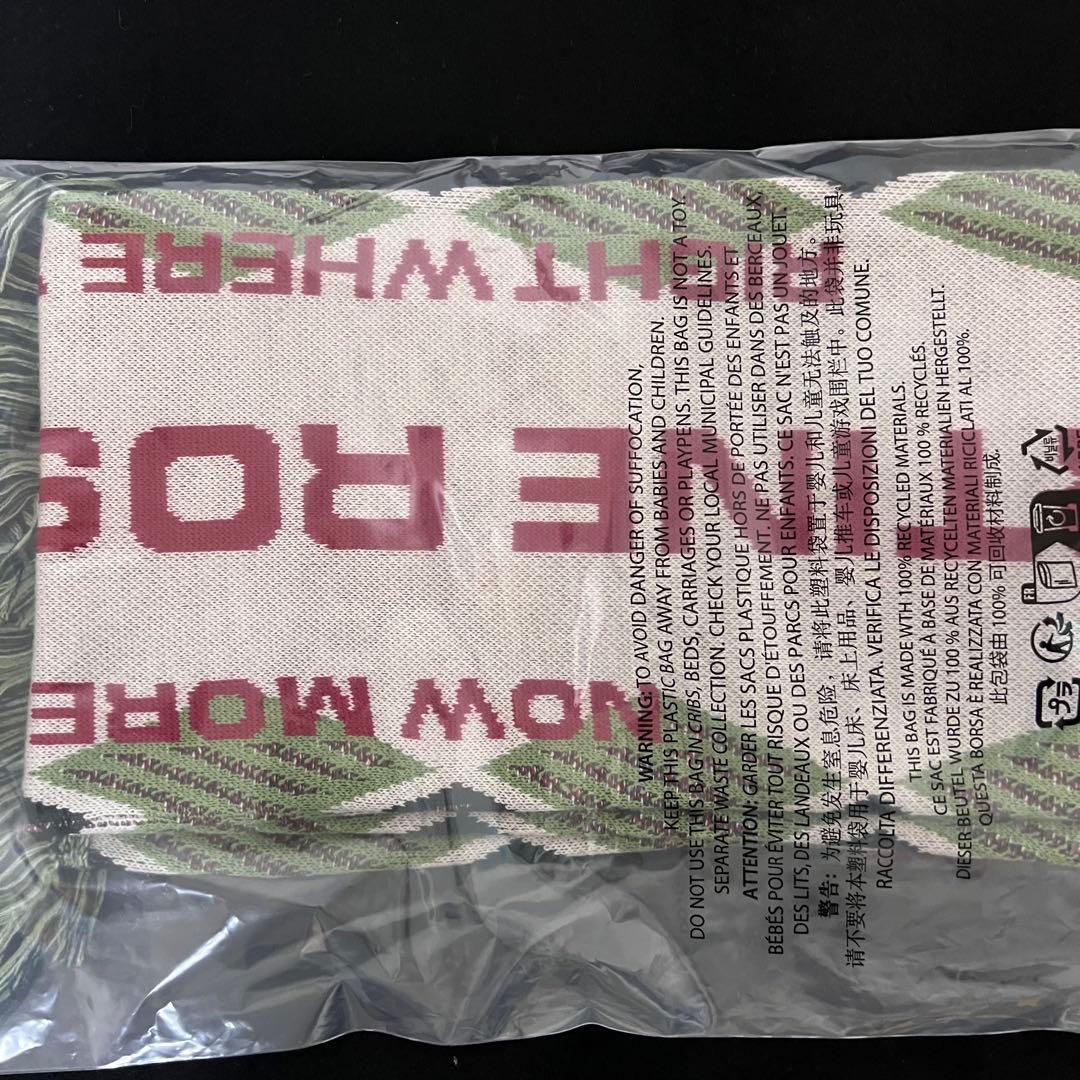 NOW MORE
E ROS
RIGHT WHERE
WARNING: TO AVOID DANGER OF SUFFOCATION,
KEEP THIS PLASTIC BAG AWAY FROM BABIES AND CHILDREN.
DO NOT USE THIS BAG IN CRIBS, BEDS, CARRIAGES OR PLAYPENS. THIS BAG IS NOT A TOY
SEPARATE WASTE COLLECTION. CHECK YOUR LOCAL MUNICIPAL GUIDELINES.
ATTENTION: GARDER LES SACS PLASTIQUE HORS DE PORTÉE DES ENFANTS ET
BÉBÉS POUR ÉVITER TOUT RISQUE D'ÉTOUFFEMENT. NE PAS UTILISER DANS DES BERCEAUX
DES LITS, DES LANDEAUX OU DES PARCS POUR ENFANTS. CE SAC N'EST PAS UN JOUET.
警告：为避免发生窒息危险，请将此塑料袋置于婴儿和儿童无法触及的地方。
请不要将本塑料袋用于婴儿床、床上用品、婴儿推车或儿童游戏围栏中。此袋并非玩具。
RACCOLTA DIFFERENZIATA. VERIFICA LE DISPOSIZIONI DEL TUO COMUNE.
THIS BAG IS MADE WTH 100% RECYCLED MATERIALS.
CE SAC EST FABRIQUÉ À BASE DE MATÉRIAUX 100 % RECYCLÉS.
DIESER BEUTEL WURDE ZU 100 % AUS RECYCELTEN MATERIALIEN HERGESTELLT.
QUESTA BORSA È REALIZZATA CON MATERIALI RICICLATI AL 100%.
此包袋由 100% 可回收材料制成.
FR